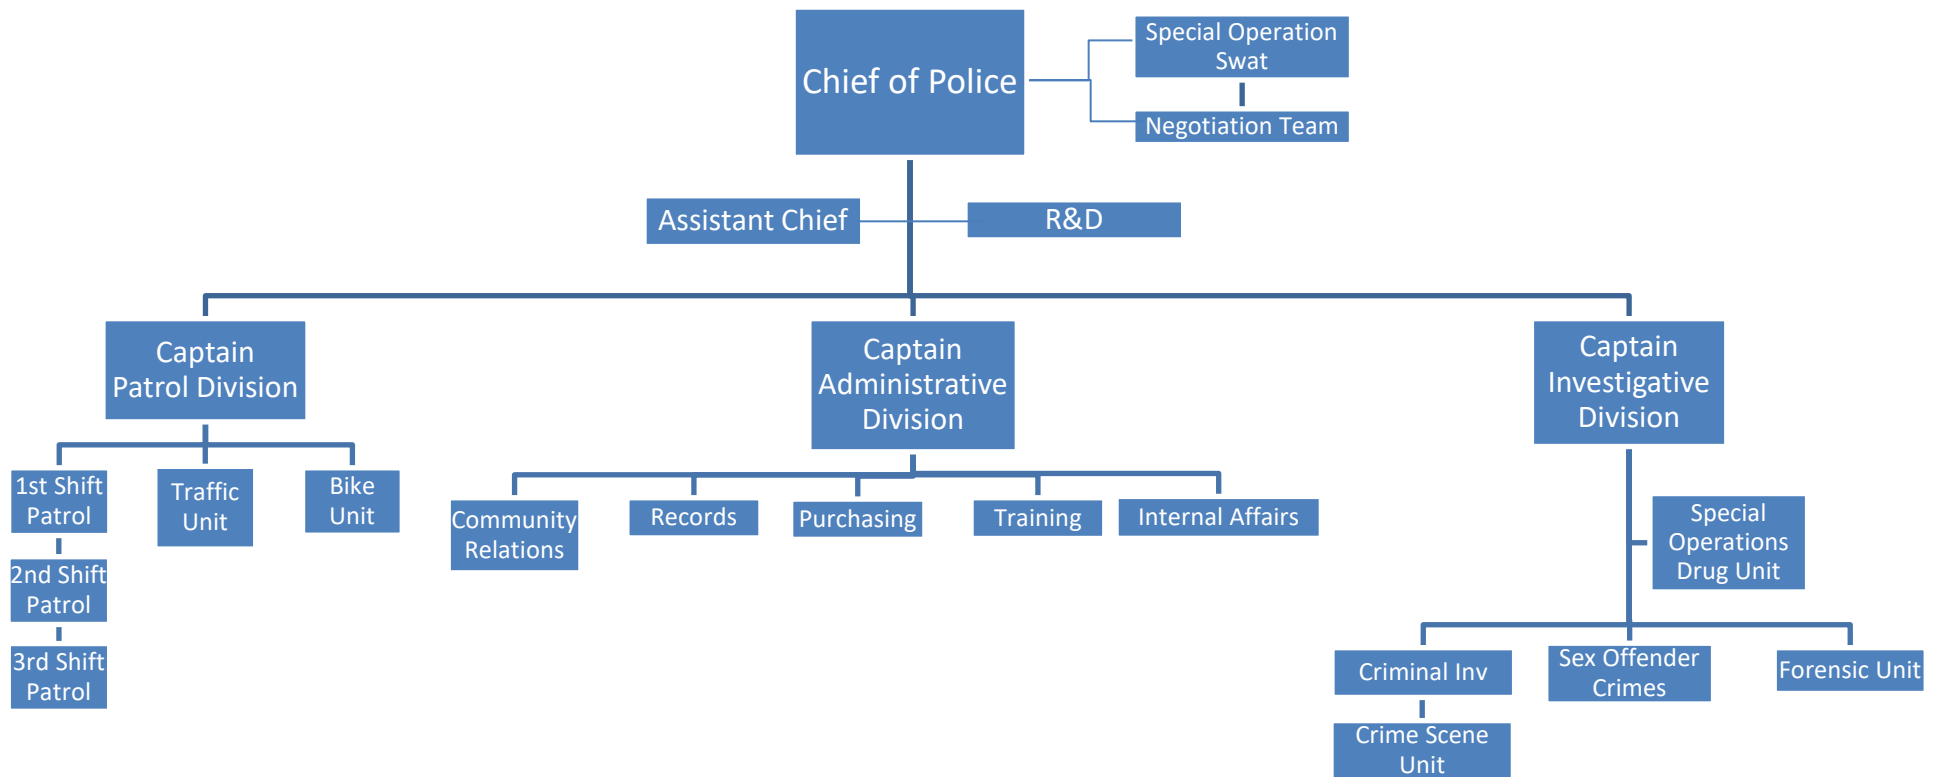 Chief of Police
Special Operation
Swat
Negotiation Team
Assistant Chief
R&D
Captain
Patrol Division
Captain
Administrative
Division
Captain
Investigative
Division
1st Shift
Patrol
Traffic
Unit
Bike
Unit
2nd Shift
Patrol
3rd Shift
Patrol
Community
Relations
Records
Purchasing
Training
Internal Affairs
Special
Operations
Drug Unit
Criminal Inv
Sex Offender
Crimes
Forensic Unit
Crime Scene
Unit